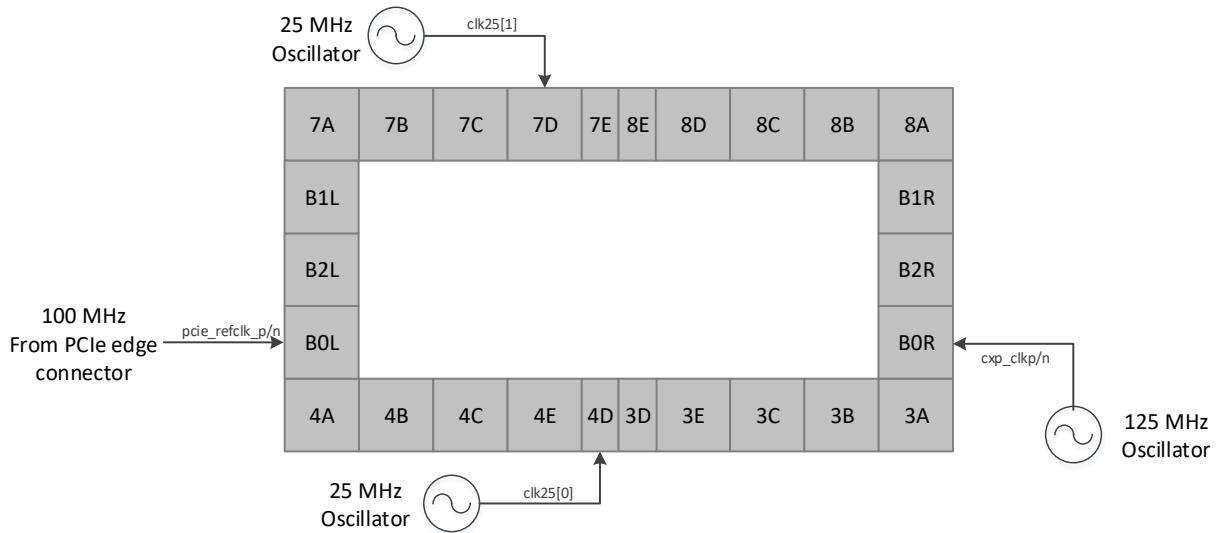 25 MHz
Oscillator
clk25[1]
7A 7B 7C 7D 7E 8E 8D 8C 8B 8A
B1L B1R
B2L B2R
100 MHz
From PCIe edge
connector
pcie_refclk_p/n
B0L B0R
cxp_clkp/n
4A 4B 4C 4E 4D 3D 3E 3C 3B 3A
125 MHz
Oscillator
25 MHz
Oscillator
clk25[0]